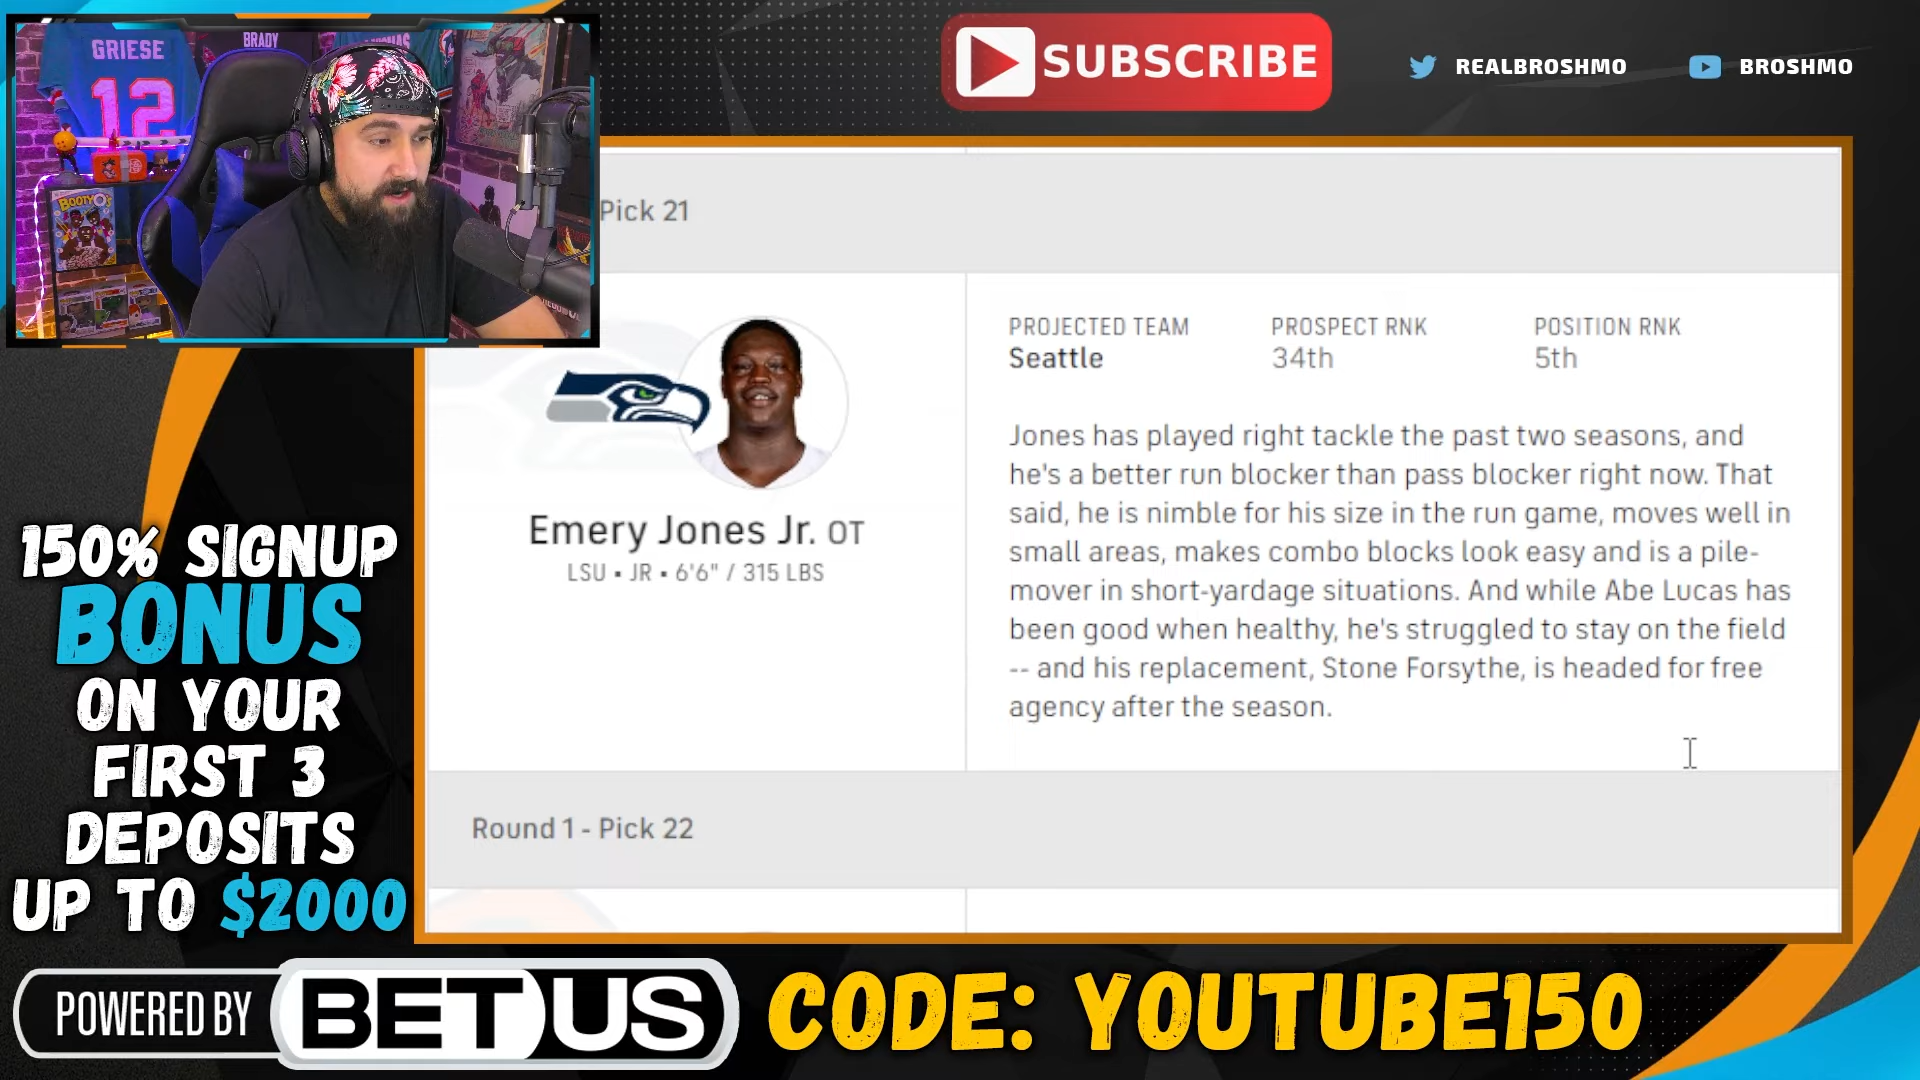 GRIESE
12
BRADY
BOOTY O's
SUBSCRIBE
REALBROSHMO
BROSHMO
Pick 21
PROJECTED TEAM
Seattle
PROSPECT RNK
34th
POSITION RNK
5th
Emery Jones Jr. OT
LSU • JR • 6'6" / 315 LBS
Jones has played right tackle the past two seasons, and
he's a better run blocker than pass blocker right now. That
said, he is nimble for his size in the run game, moves well in
small areas, makes combo blocks look easy and is a pile-
mover in short-yardage situations. And while Abe Lucas has
been good when healthy, he's struggled to stay on the field
-- and his replacement, Stone Forsythe, is headed for free
agency after the season.
Round 1 - Pick 22
150% SIGNUP
BONUS
ON YOUR
FIRST 3
DEPOSITS
UP TO $2000
POWERED BY
BETUS
CODE: YOUTUBE150